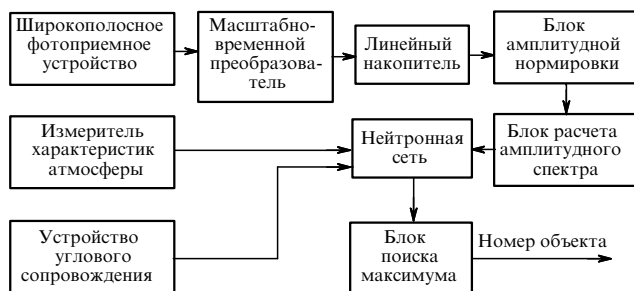 Широкополосное
фотоприемное
устройство
Масштабно-
временной
преобразова-
тель
Линейный
накопитель
Блок
амплитудной
нормировки
Измеритель
характеристик
атмосферы
Нейтронная
сеть
Блок расчета
амплитудного
спектра
Устройство
углового
сопровождения
Блок
поиска
максимума
Номер объекта